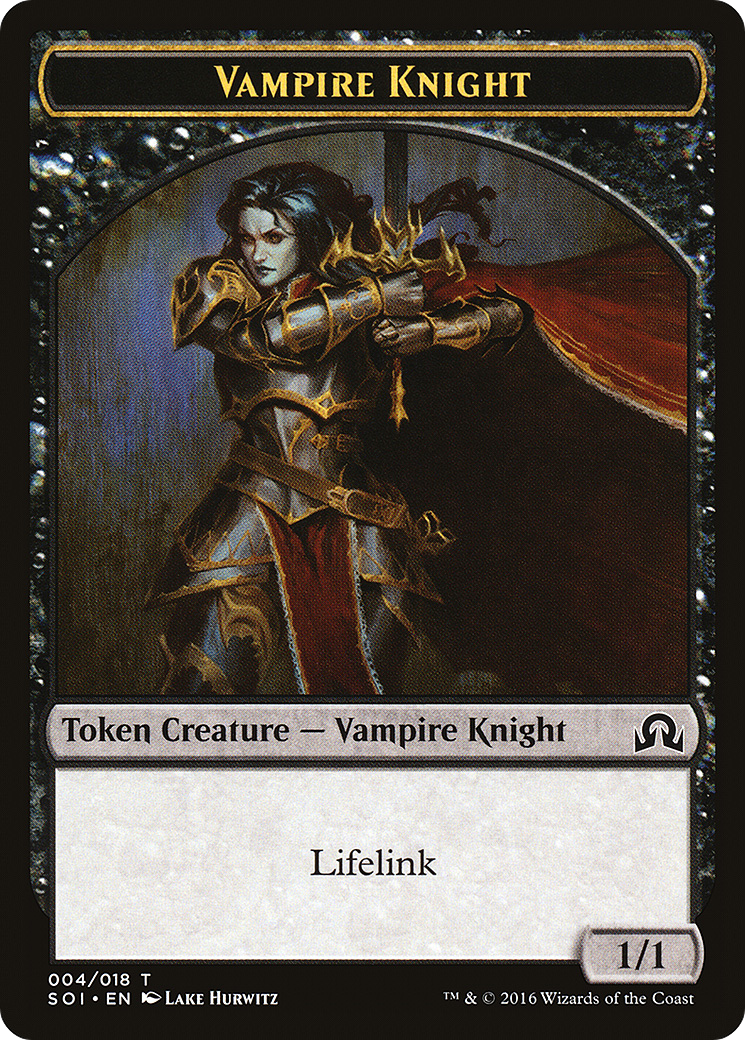 Vampire Knight
Token Creature — Vampire Knight
Lifelink
1/1
004/018 T
SOI • EN Lake Hurwitz
™ & © 2016 Wizards of the Coast